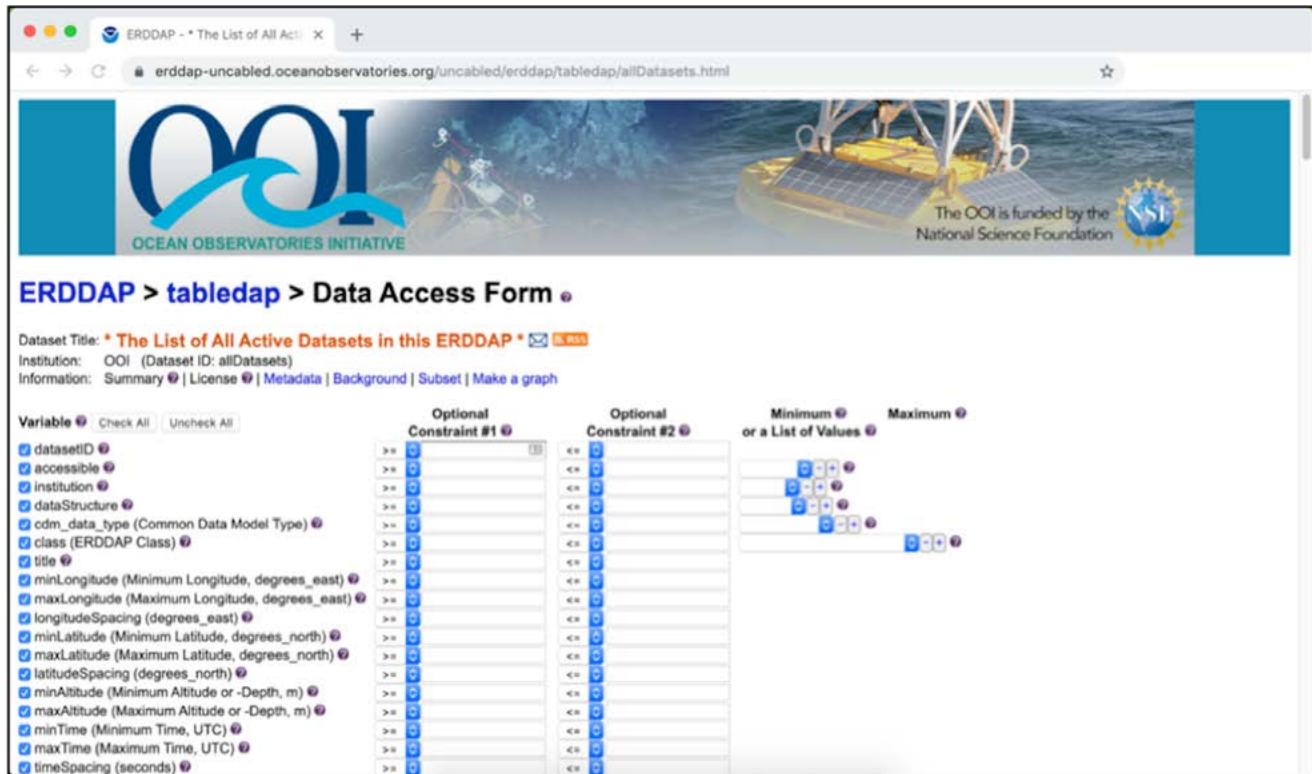 ERDDAP - * The List of All Acti
erddap-uncabled.oceanobservatories.org/uncabled/erddap/tabledap/allDatasets.html
OOI
OCEAN OBSERVATORIES INITIATIVE
The OOI is funded by the
National Science Foundation
NSF
ERDDAP > tabledap > Data Access Form
Dataset Title: * The List of All Active Datasets in this ERDDAP * RSS
Institution: OOI (Dataset ID: allDatasets)
Information: Summary | License | Metadata | Background | Subset | Make a graph
Variable Check All Uncheck All Optional Constraint #1 Optional Constraint #2 Minimum or a List of Values Maximum
datasetID >= <=
accessible >= <= - +
institution >= <= - +
dataStructure >= <= - +
cdm_data_type (Common Data Model Type) >= <= - +
class (ERDDAP Class) >= <= - +
title >= <=
minLongitude (Minimum Longitude, degrees_east) >= <=
maxLongitude (Maximum Longitude, degrees_east) >= <=
longitudeSpacing (degrees_east) >= <=
minLatitude (Minimum Latitude, degrees_north) >= <=
maxLatitude (Maximum Latitude, degrees_north) >= <=
latitudeSpacing (degrees_north) >= <=
minAltitude (Minimum Altitude or -Depth, m) >= <=
maxAltitude (Maximum Altitude or -Depth, m) >= <=
minTime (Minimum Time, UTC) >= <=
maxTime (Maximum Time, UTC) >= <=
timeSpacing (seconds) >= <=